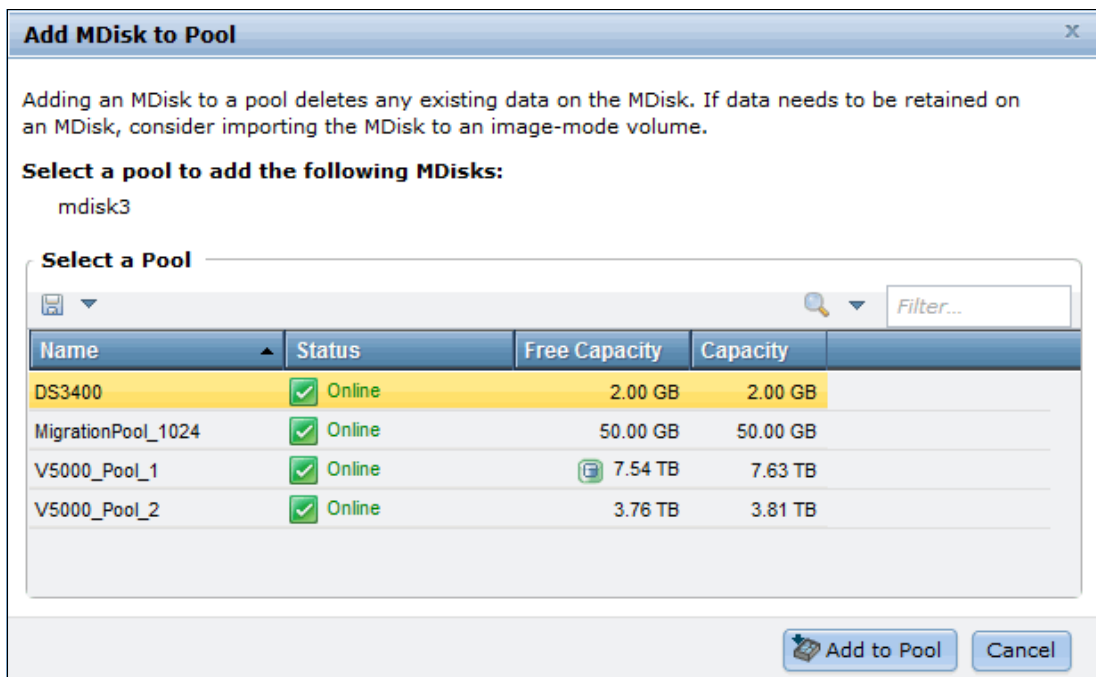 Add MDisk to Pool x
Adding an MDisk to a pool deletes any existing data on the MDisk. If data needs to be retained on
an MDisk, consider importing the MDisk to an image-mode volume.
Select a pool to add the following MDisks:
mdisk3
Select a Pool
Filter...
Name Status Free Capacity Capacity
DS3400 Online 2.00 GB 2.00 GB
MigrationPool_1024 Online 50.00 GB 50.00 GB
V5000_Pool_1 Online 7.54 TB 7.63 TB
V5000_Pool_2 Online 3.76 TB 3.81 TB
Add to Pool Cancel